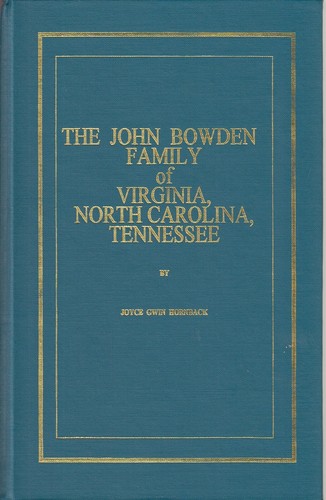 THE JOHN BOWDEN
FAMILY
of
VIRGINIA,
NORTH CAROLINA,
TENNESSEE
BY
JOYCE GWIN HORNBACK